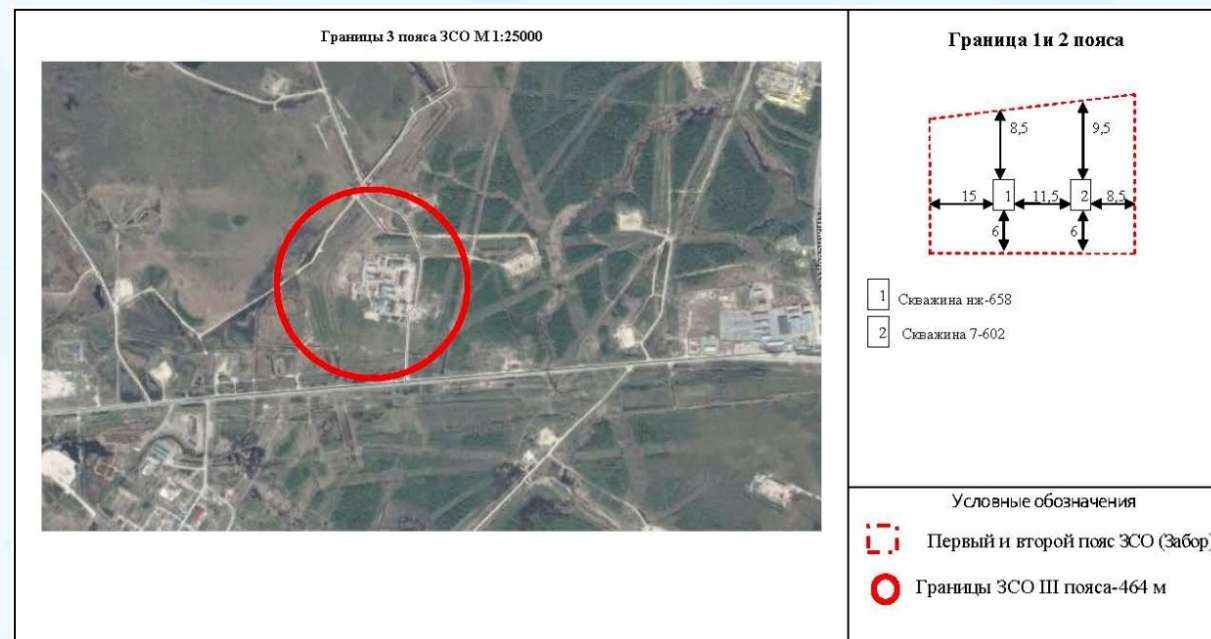 Границы 3 пояса ЗСО М 1:25000
Граница 1и 2 пояса
8,5
9,5
15
1
11,5
2
8,5
6
6
1 Скважина нж-658
2 Скважина 7-602
Условные обозначения
Первый и второй пояс ЗСО (Забор)
Границы ЗСО III пояса-464 м